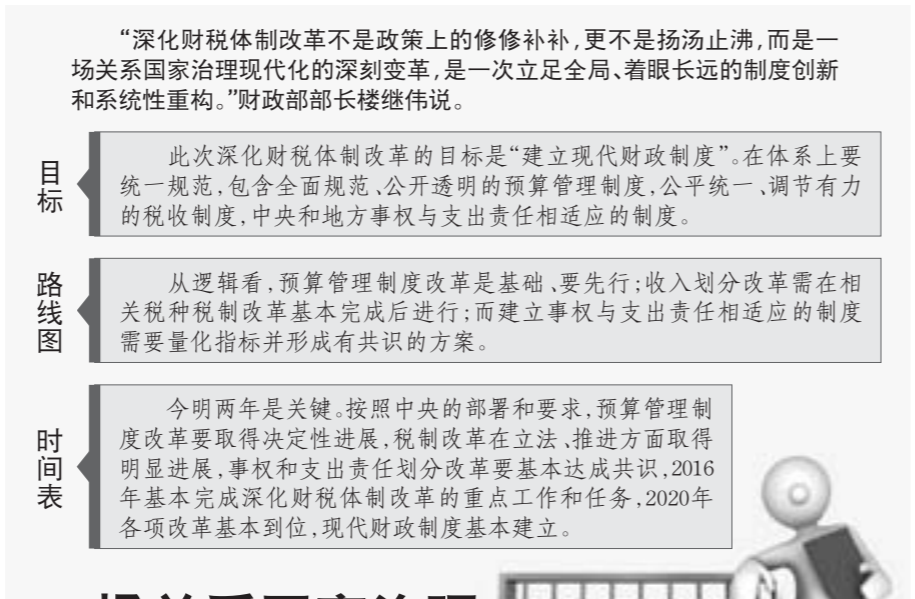 “深化财税体制改革不是政策上的修修补补，更不是扬汤止沸，而是一
场关系国家治理现代化的深刻变革，是一次立足全局、着眼长远的制度创新
和系统性重构。”财政部部长楼继伟说。
目标
此次深化财税体制改革的目标是“建立现代财政制度”。在体系上要
统一规范，包含全面规范、公开透明的预算管理制度，公平统一、调节有力
的税收制度，中央和地方事权与支出责任相适应的制度。
路线图
从逻辑看，预算管理制度改革是基础、要先行；收入划分改革需在相
关税种税制改革基本完成后进行；而建立事权与支出责任相适应的制度
需要量化指标并形成有共识的方案。
时间表
今明两年是关键。按照中央的部署和要求，预算管理制
度改革要取得决定性进展，税制改革在立法、推进方面取得
明显进展，事权和支出责任划分改革要基本达成共识，2016
年基本完成深化财税体制改革的重点工作和任务，2020年
各项改革基本到位，现代财政制度基本建立。